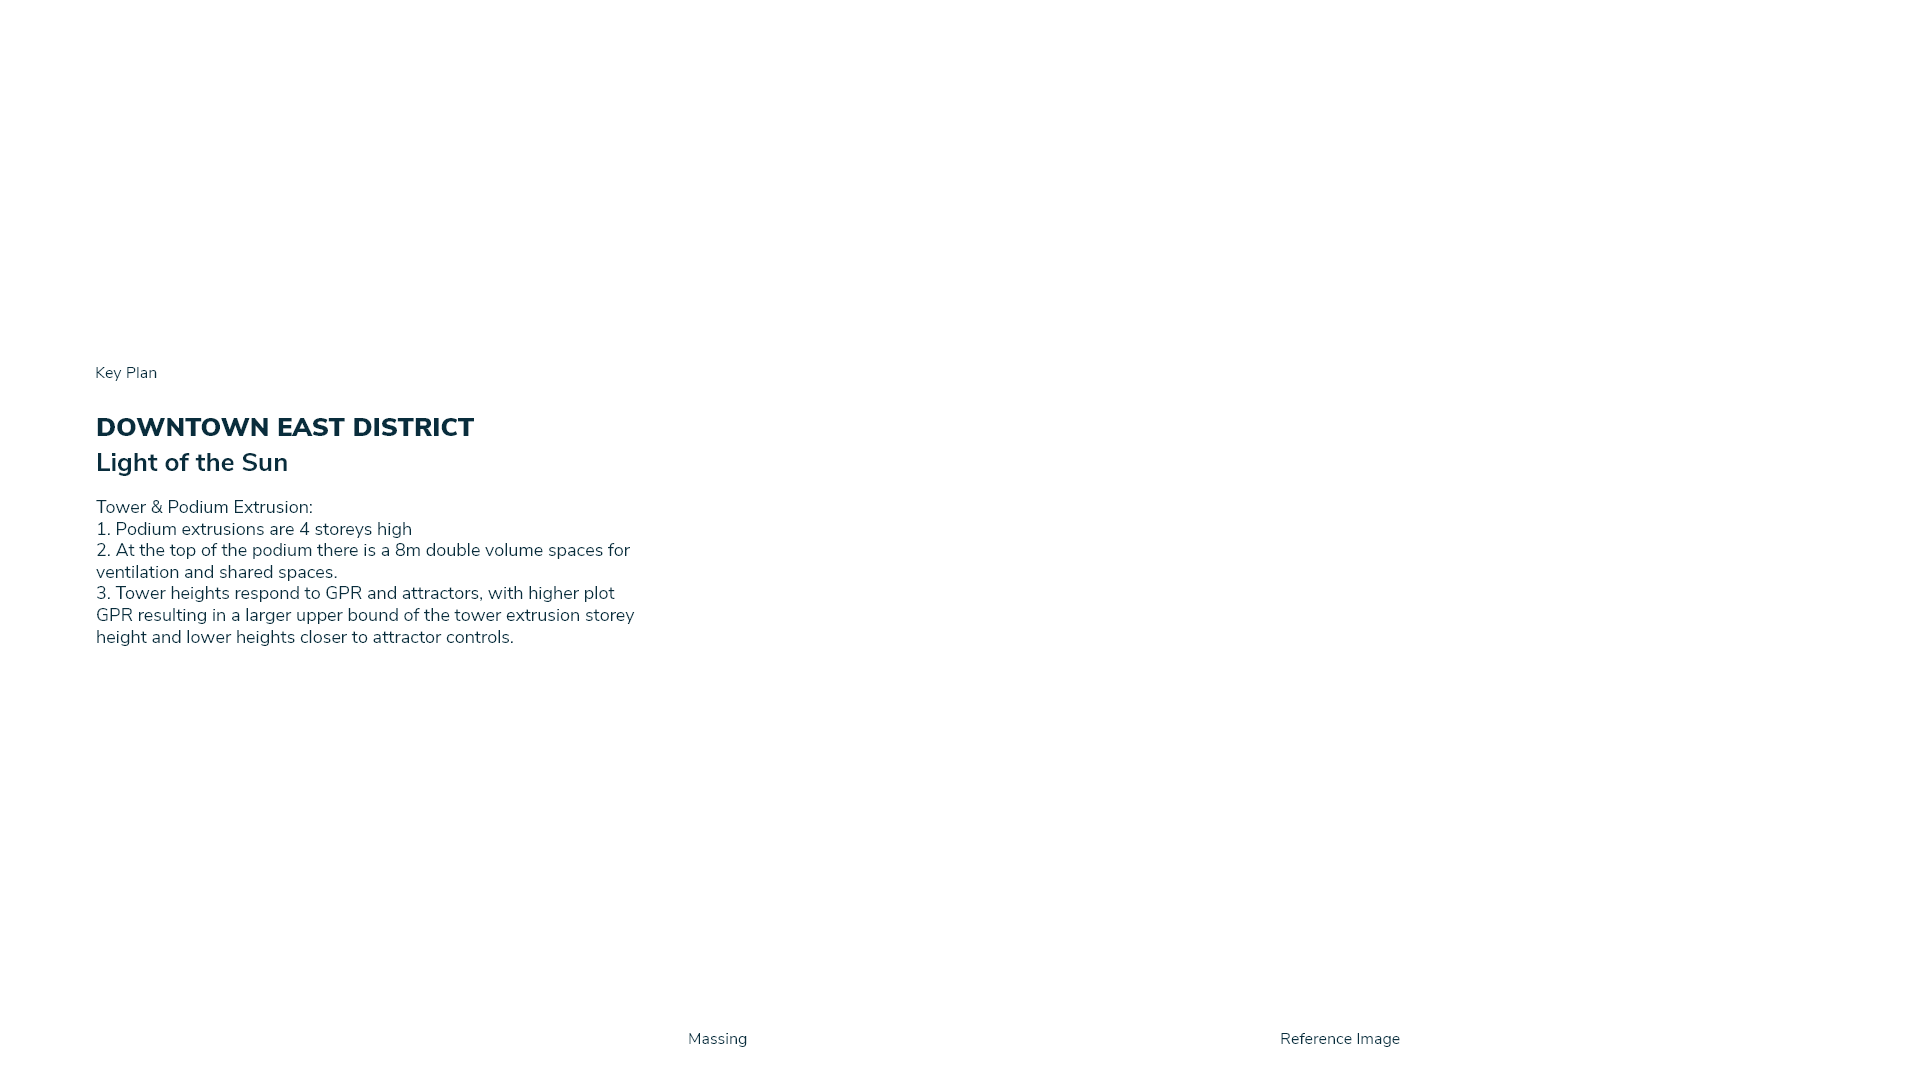 Key Plan
DOWNTOWN EAST DISTRICT
Light of the Sun
Tower & Podium Extrusion:
1. Podium extrusions are 4 storeys high
2. At the top of the podium there is a 8m double volume spaces for
ventilation and shared spaces.
3. Tower heights respond to GPR and attractors, with higher plot
GPR resulting in a larger upper bound of the tower extrusion storey
height and lower heights closer to attractor controls.
Massing
Reference Image